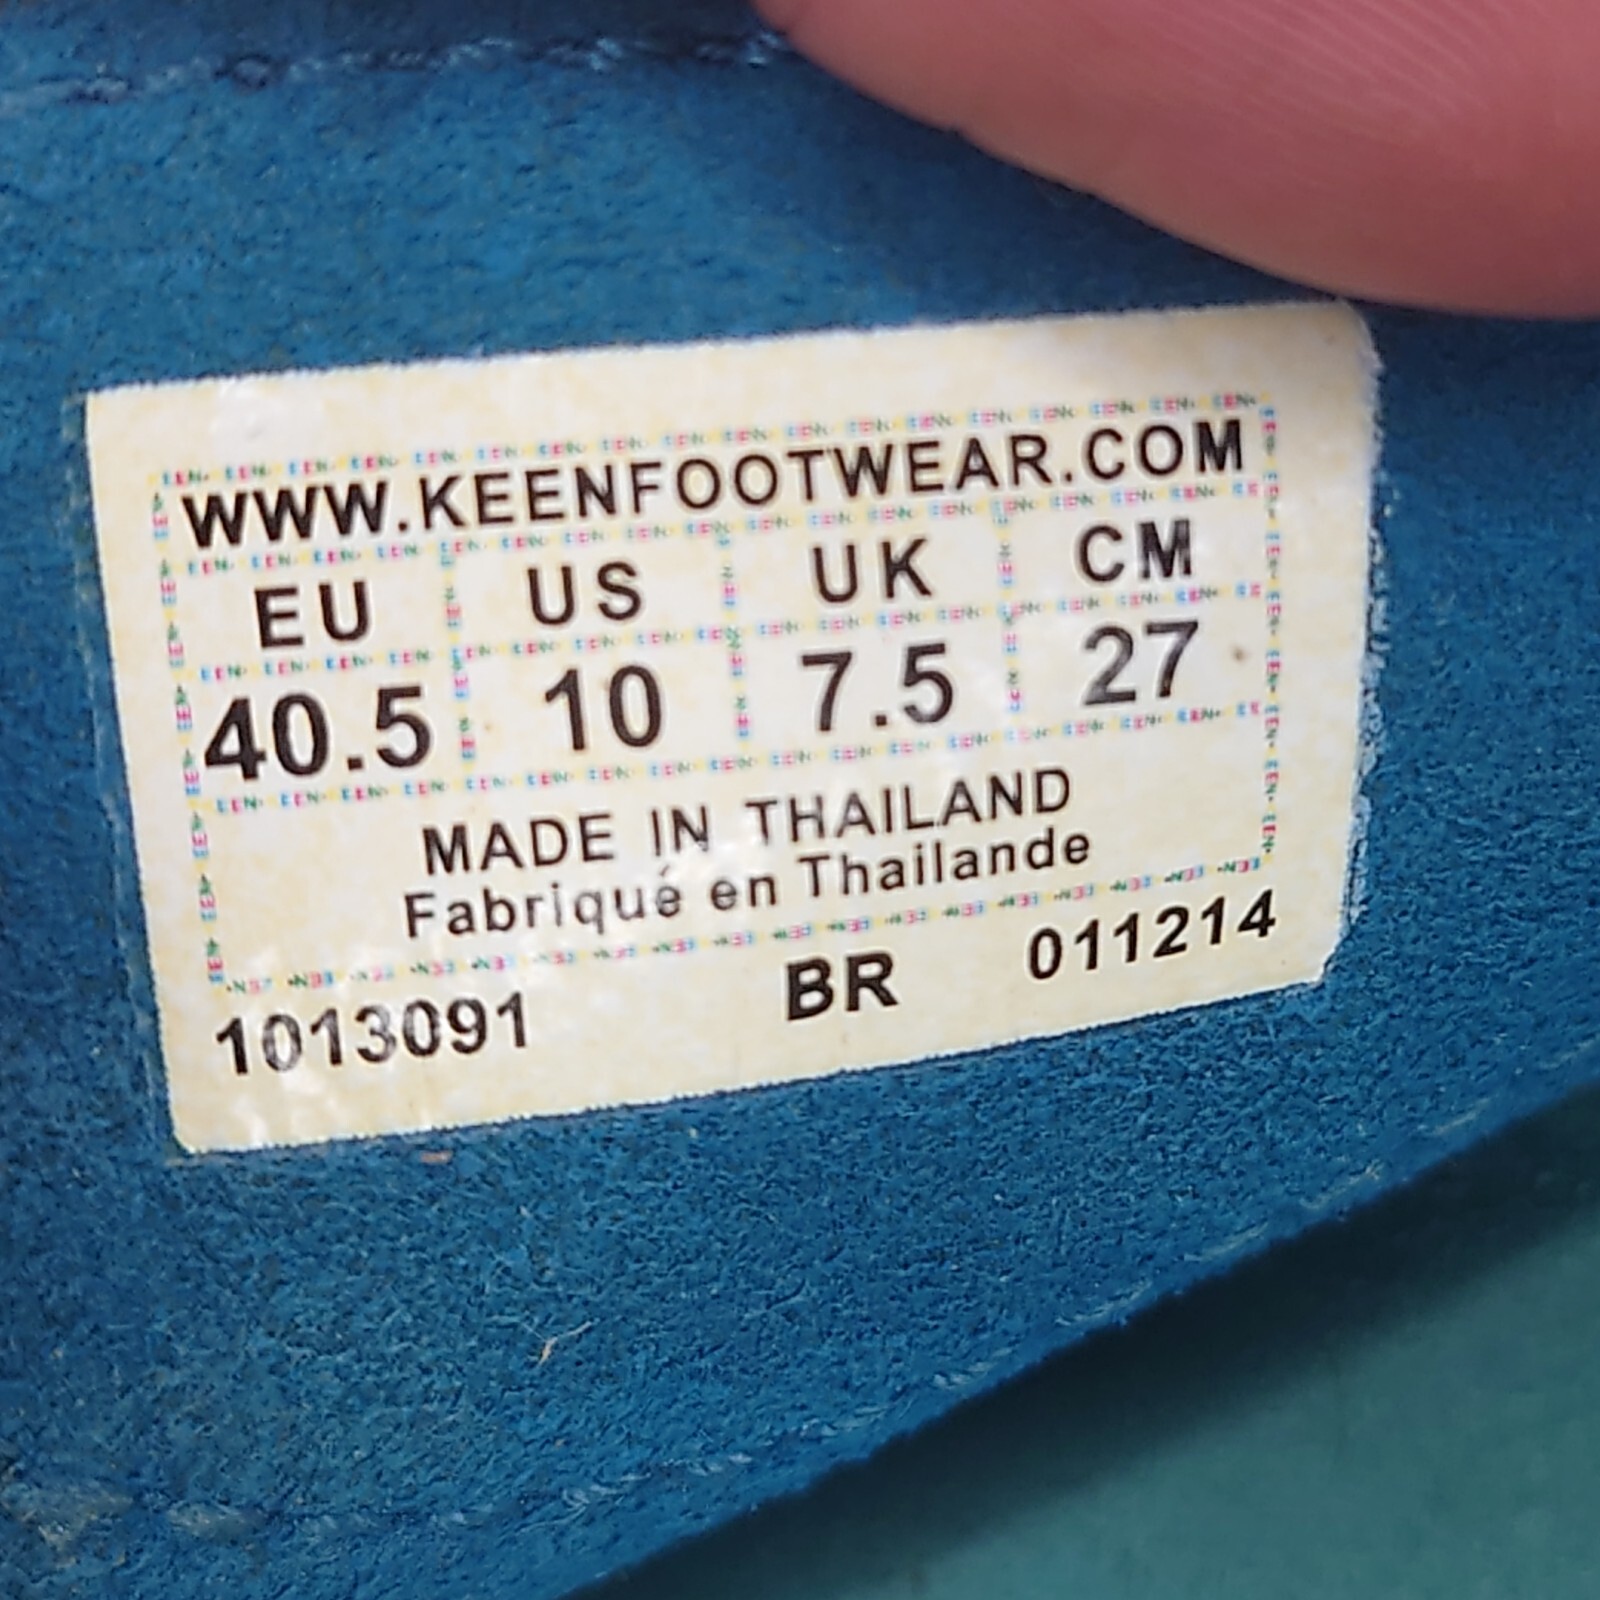 WWW.KEENFOOTWEAR.COM
EU US UK CM
40.5 10 7.5 27
MADE IN THAILAND
Fabriqué en Thailande
1013091 BR 011214